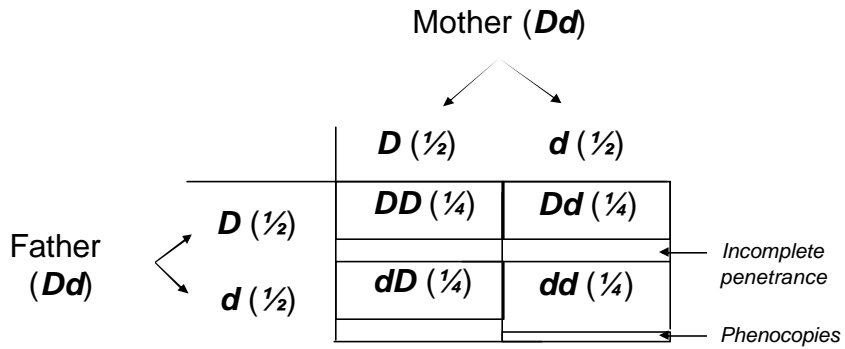 Mother (Dd)
D (½) d (½)
DD (¼) Dd (¼)
D (½)
Father
(Dd)
Incomplete
penetrance
d (½)
dD (¼) dd (¼)
Phenocopies